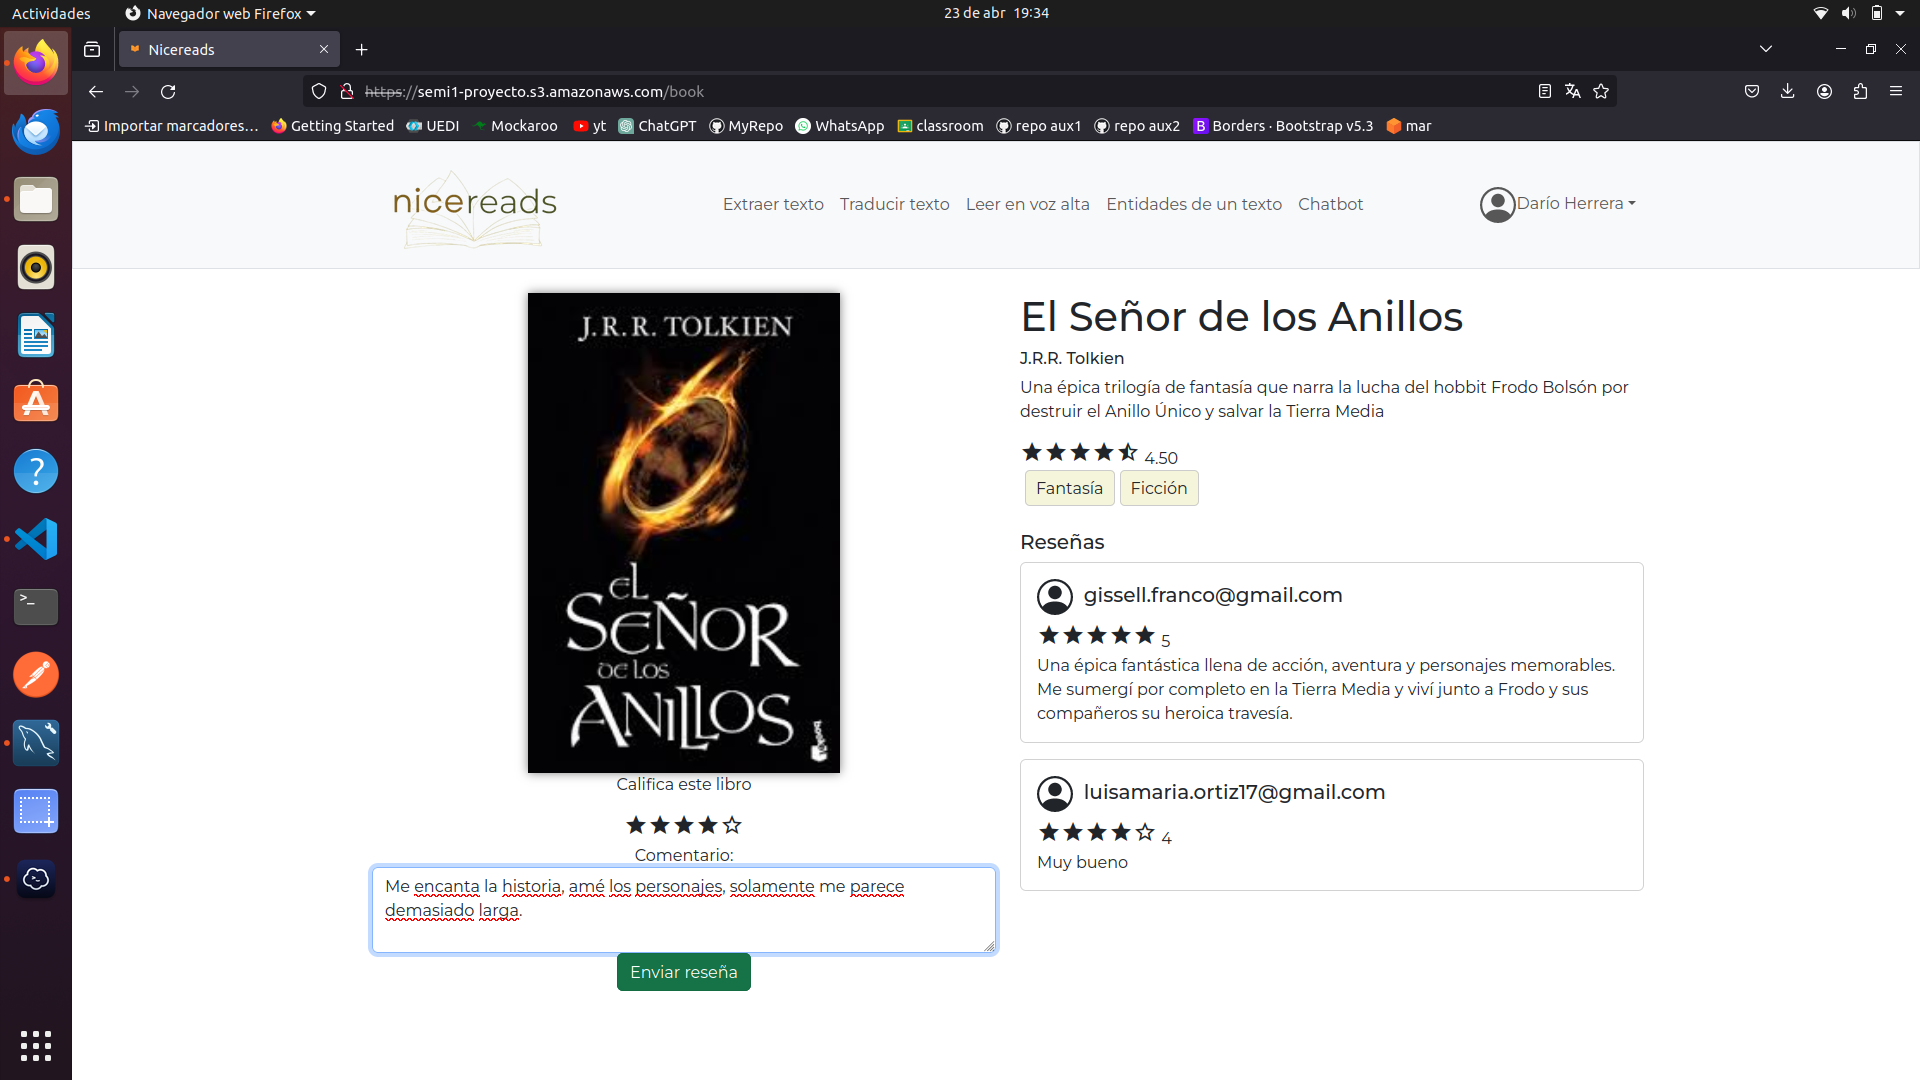 Actividades
Navegador web Firefox
23 de abr 19:34
Nicereads
https://semi1-proyecto.s3.amazonaws.com/book
Importar marcadores...
Getting Started
UEDI
Mockaroo
yt
ChatGPT
MyRepo
WhatsApp
classroom
repo aux1
repo aux2
B Borders · Bootstrap v5.3
mar
nicereads
Extraer texto
Traducir texto
Leer en voz alta
Entidades de un texto
Chatbot
Darío Herrera
J.R.R. TOLKIEN
EL
SEÑOR
DE LOS
ANILLOS
Booket
Califica este libro
Comentario:
Me encanta la historia, amé los personajes, solamente me parece
demasiado larga.
Enviar reseña
El Señor de los Anillos
J.R.R. Tolkien
Una épica trilogía de fantasía que narra la lucha del hobbit Frodo Bolsón por
destruir el Anillo Único y salvar la Tierra Media
4.50
Fantasía
Ficción
Reseñas
gissell.franco@gmail.com
5
Una épica fantástica llena de acción, aventura y personajes memorables.
Me sumergí por completo en la Tierra Media y viví junto a Frodo y sus
compañeros su heroica travesía.
luisamaria.ortiz17@gmail.com
4
Muy bueno